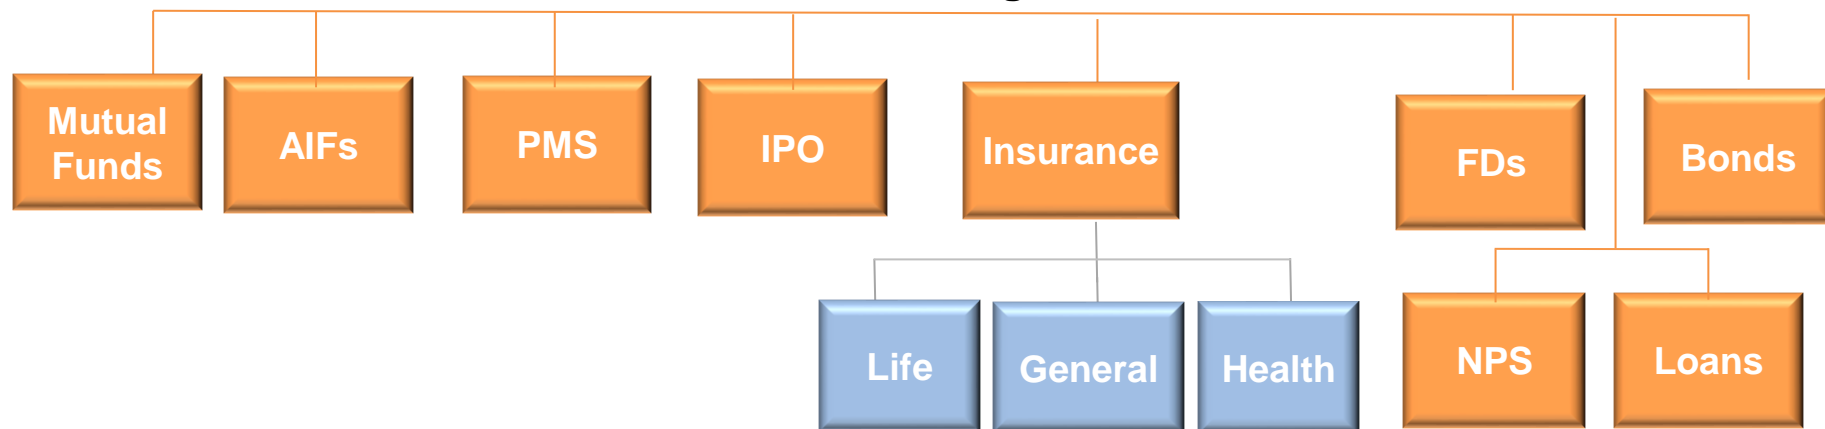 Mutual
Funds
AIFs
PMS
IPO
Insurance
FDs
Bonds
Life
General
Health
NPS
Loans